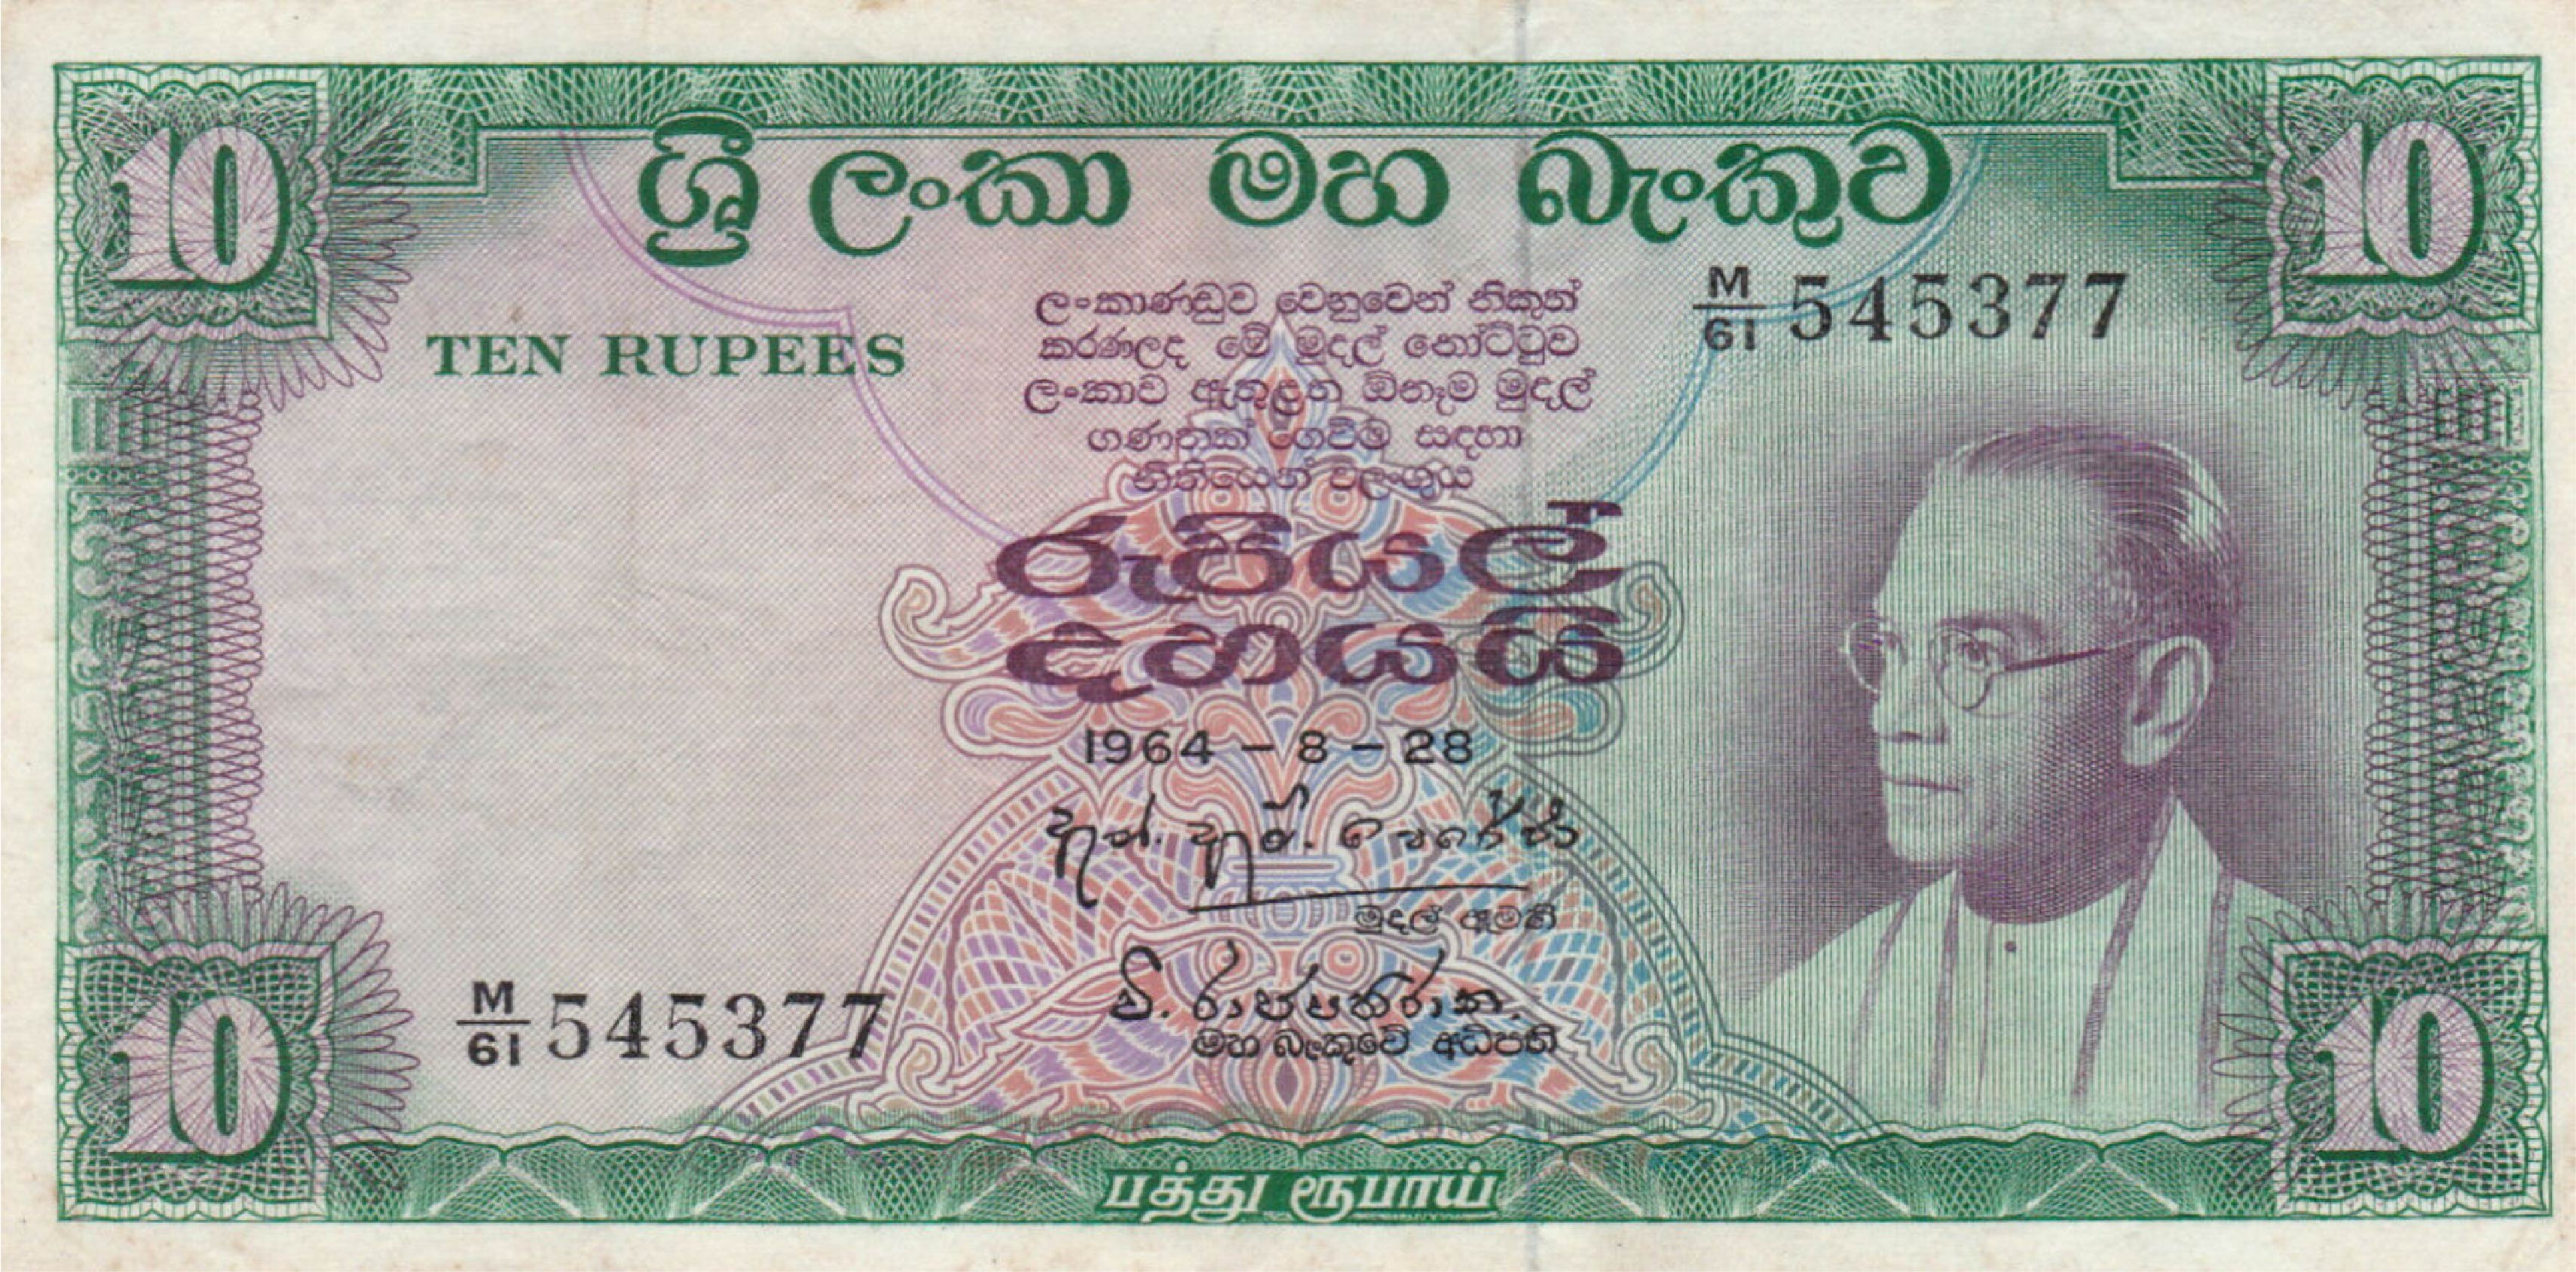 10 10
ශ්‍රී ලංකා මහ බැංකුව
M/61 545377
TEN RUPEES
ලංකාණ්ඩුව වෙනුවෙන් නිකුත්
කරණලද මේ මුදල් නෝට්ටුව
ලංකාව ඇතුළත ඕනෑම මුදල්
ගණනක් ගෙවීම සඳහා
නීතියෙන් වලංගුය
රුපියල්
දහයයි
1964 – 8 – 28
මුදල් ඇමති
M/61 545377
මහ බැංකුවේ අධිපති
10 10
பத்து ரூபாய்